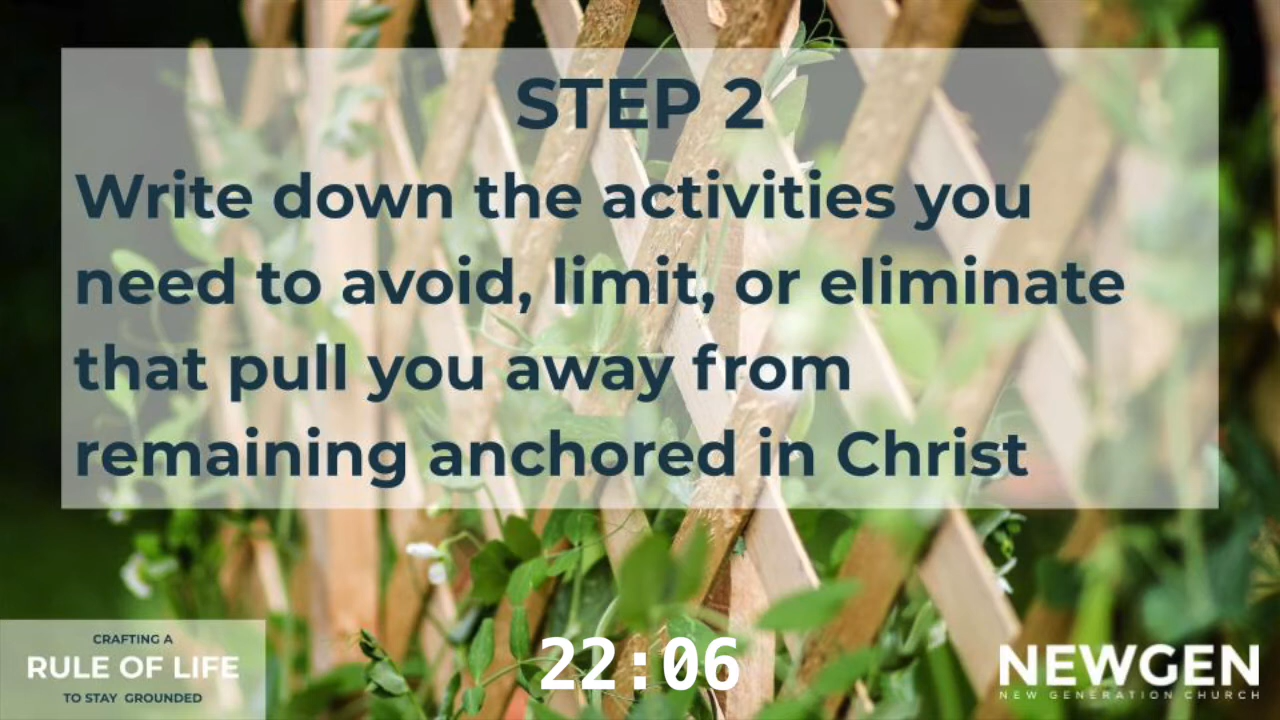 STEP 2
Write down the activities you
need to avoid, limit, or eliminate
that pull you away from
remaining anchored in Christ
CRAFTING A
RULE OF LIFE
TO STAY GROUNDED
22:06
NEWGEN
NEW GENERATION CHURCH